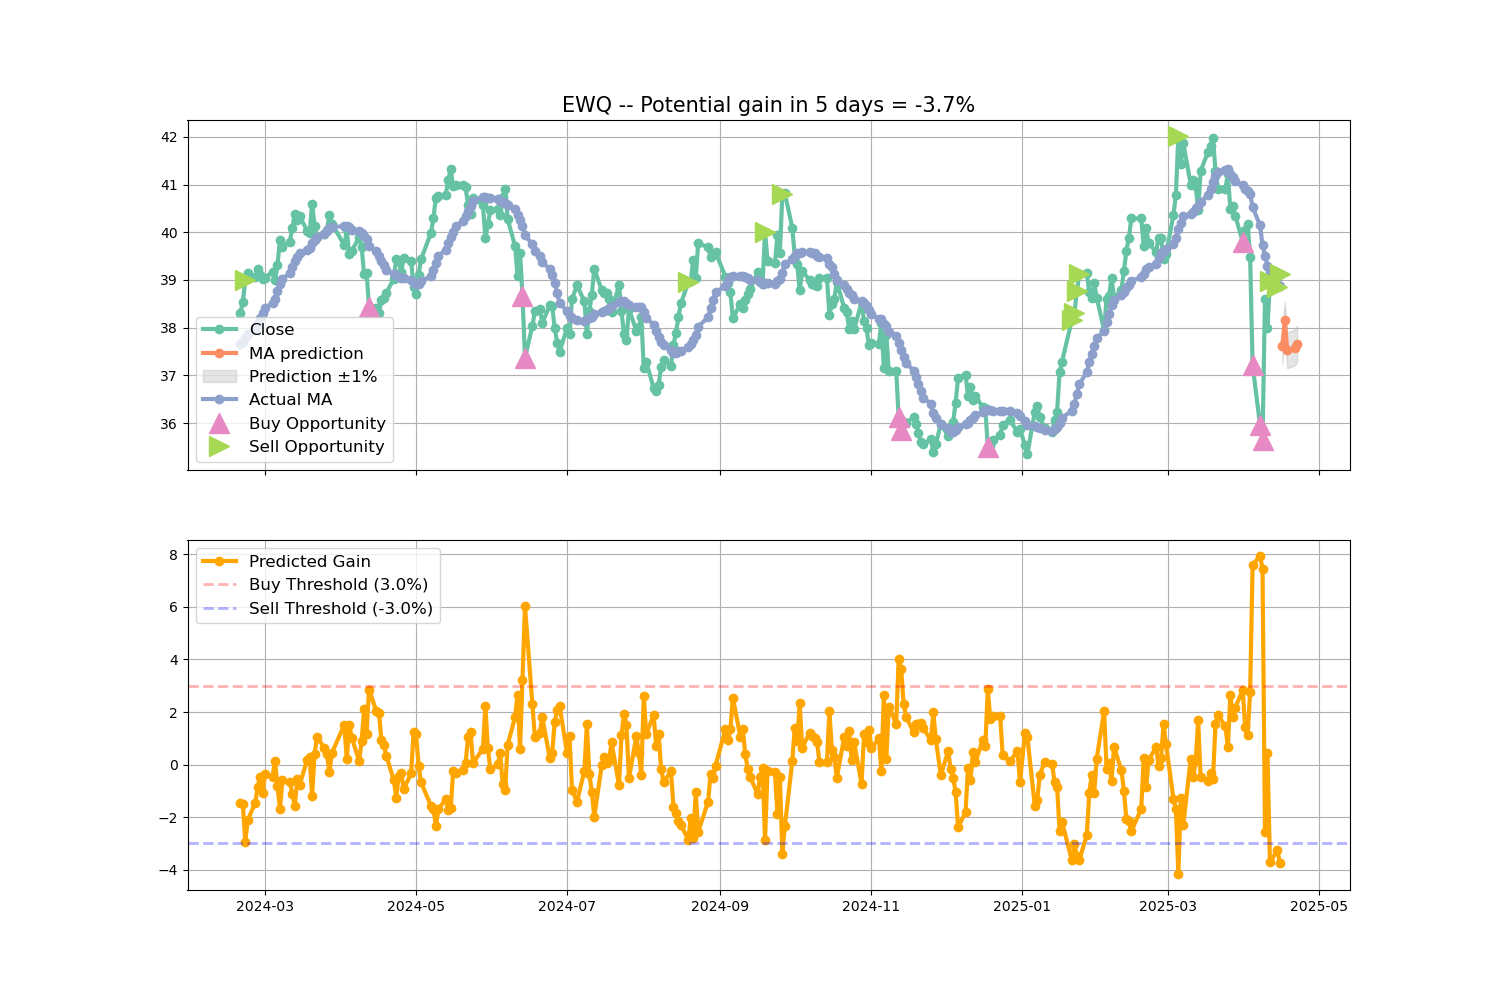 EWQ -- Potential gain in 5 days = -3.7%
42
41
40
39
38
37
36
Close
MA prediction
Prediction ±1%
Actual MA
Buy Opportunity
Sell Opportunity
8
6
4
2
0
−2
−4
Predicted Gain
Buy Threshold (3.0%)
Sell Threshold (-3.0%)
2024-03 2024-05 2024-07 2024-09 2024-11 2025-01 2025-03 2025-05